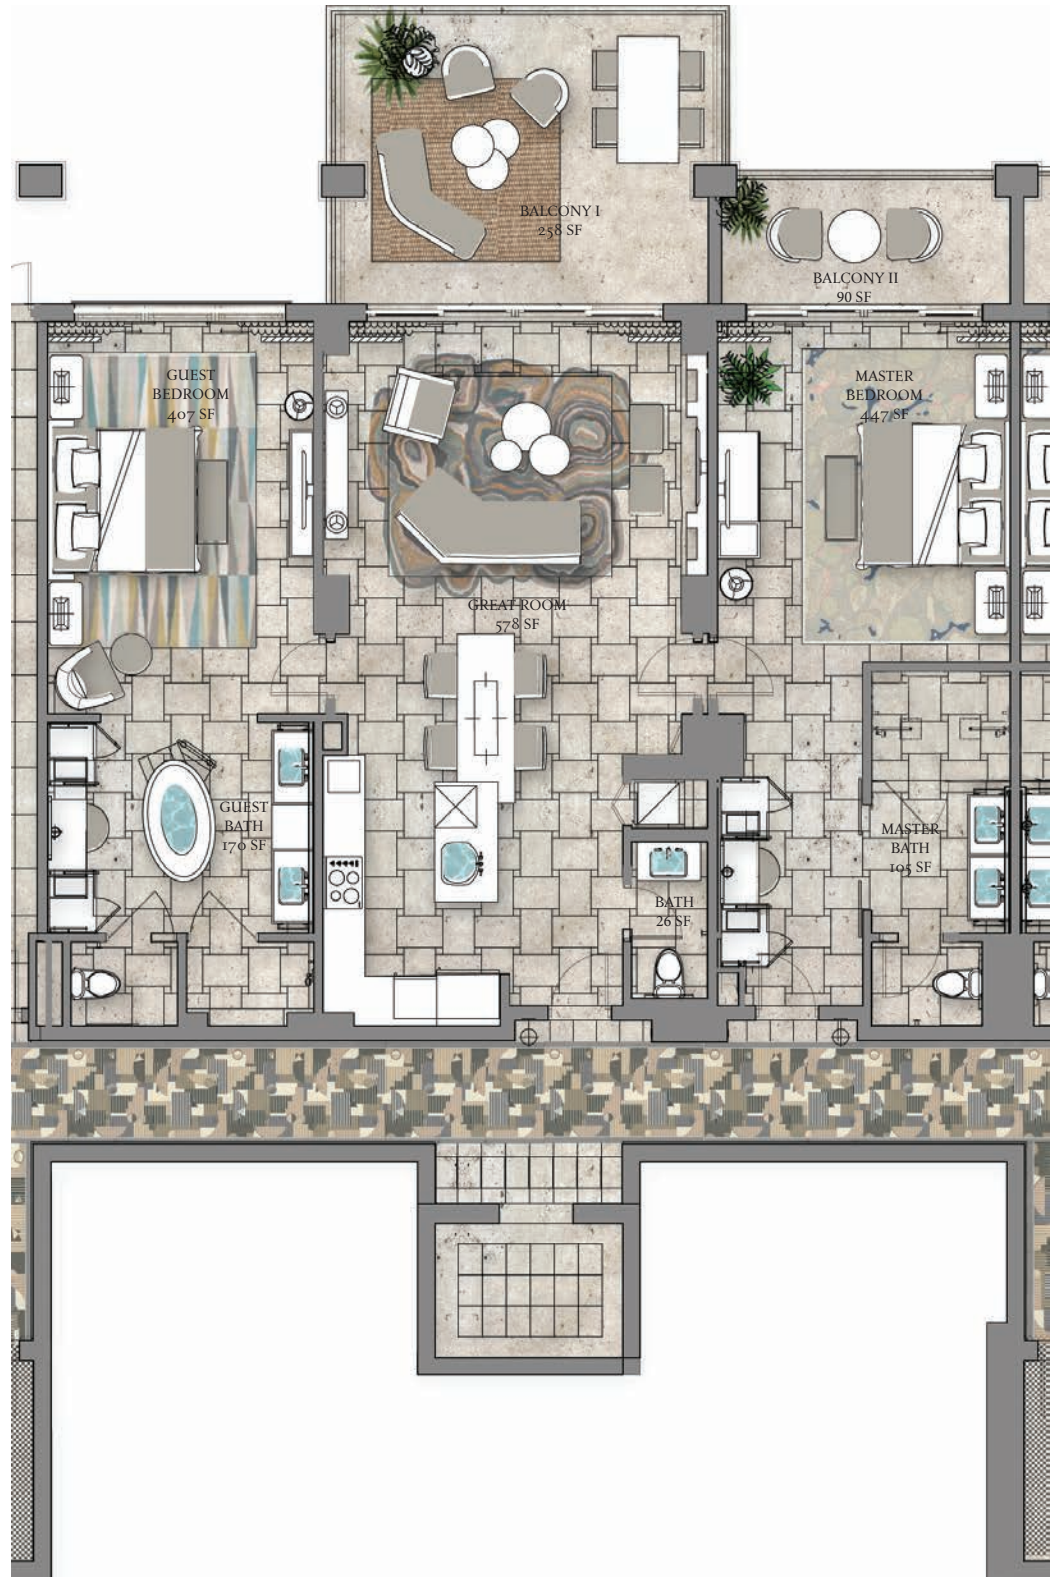 BALCONY I
258 SF
BALCONY II
90 SF
GUEST
BEDROOM
407 SF
MASTER
BEDROOM
447 SF
GREAT ROOM
578 SF
GUEST
BATH
170 SF
MASTER
BATH
105 SF
BATH
26 SF